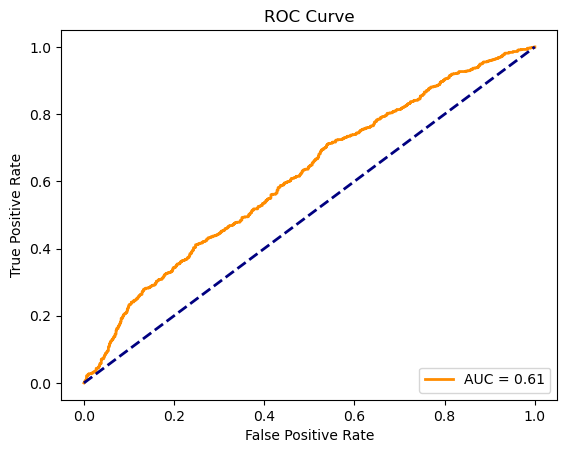 ROC Curve
True Positive Rate
1.0
0.8
0.6
0.4
0.2
0.0
AUC = 0.61
0.0 0.2 0.4 0.6 0.8 1.0
False Positive Rate